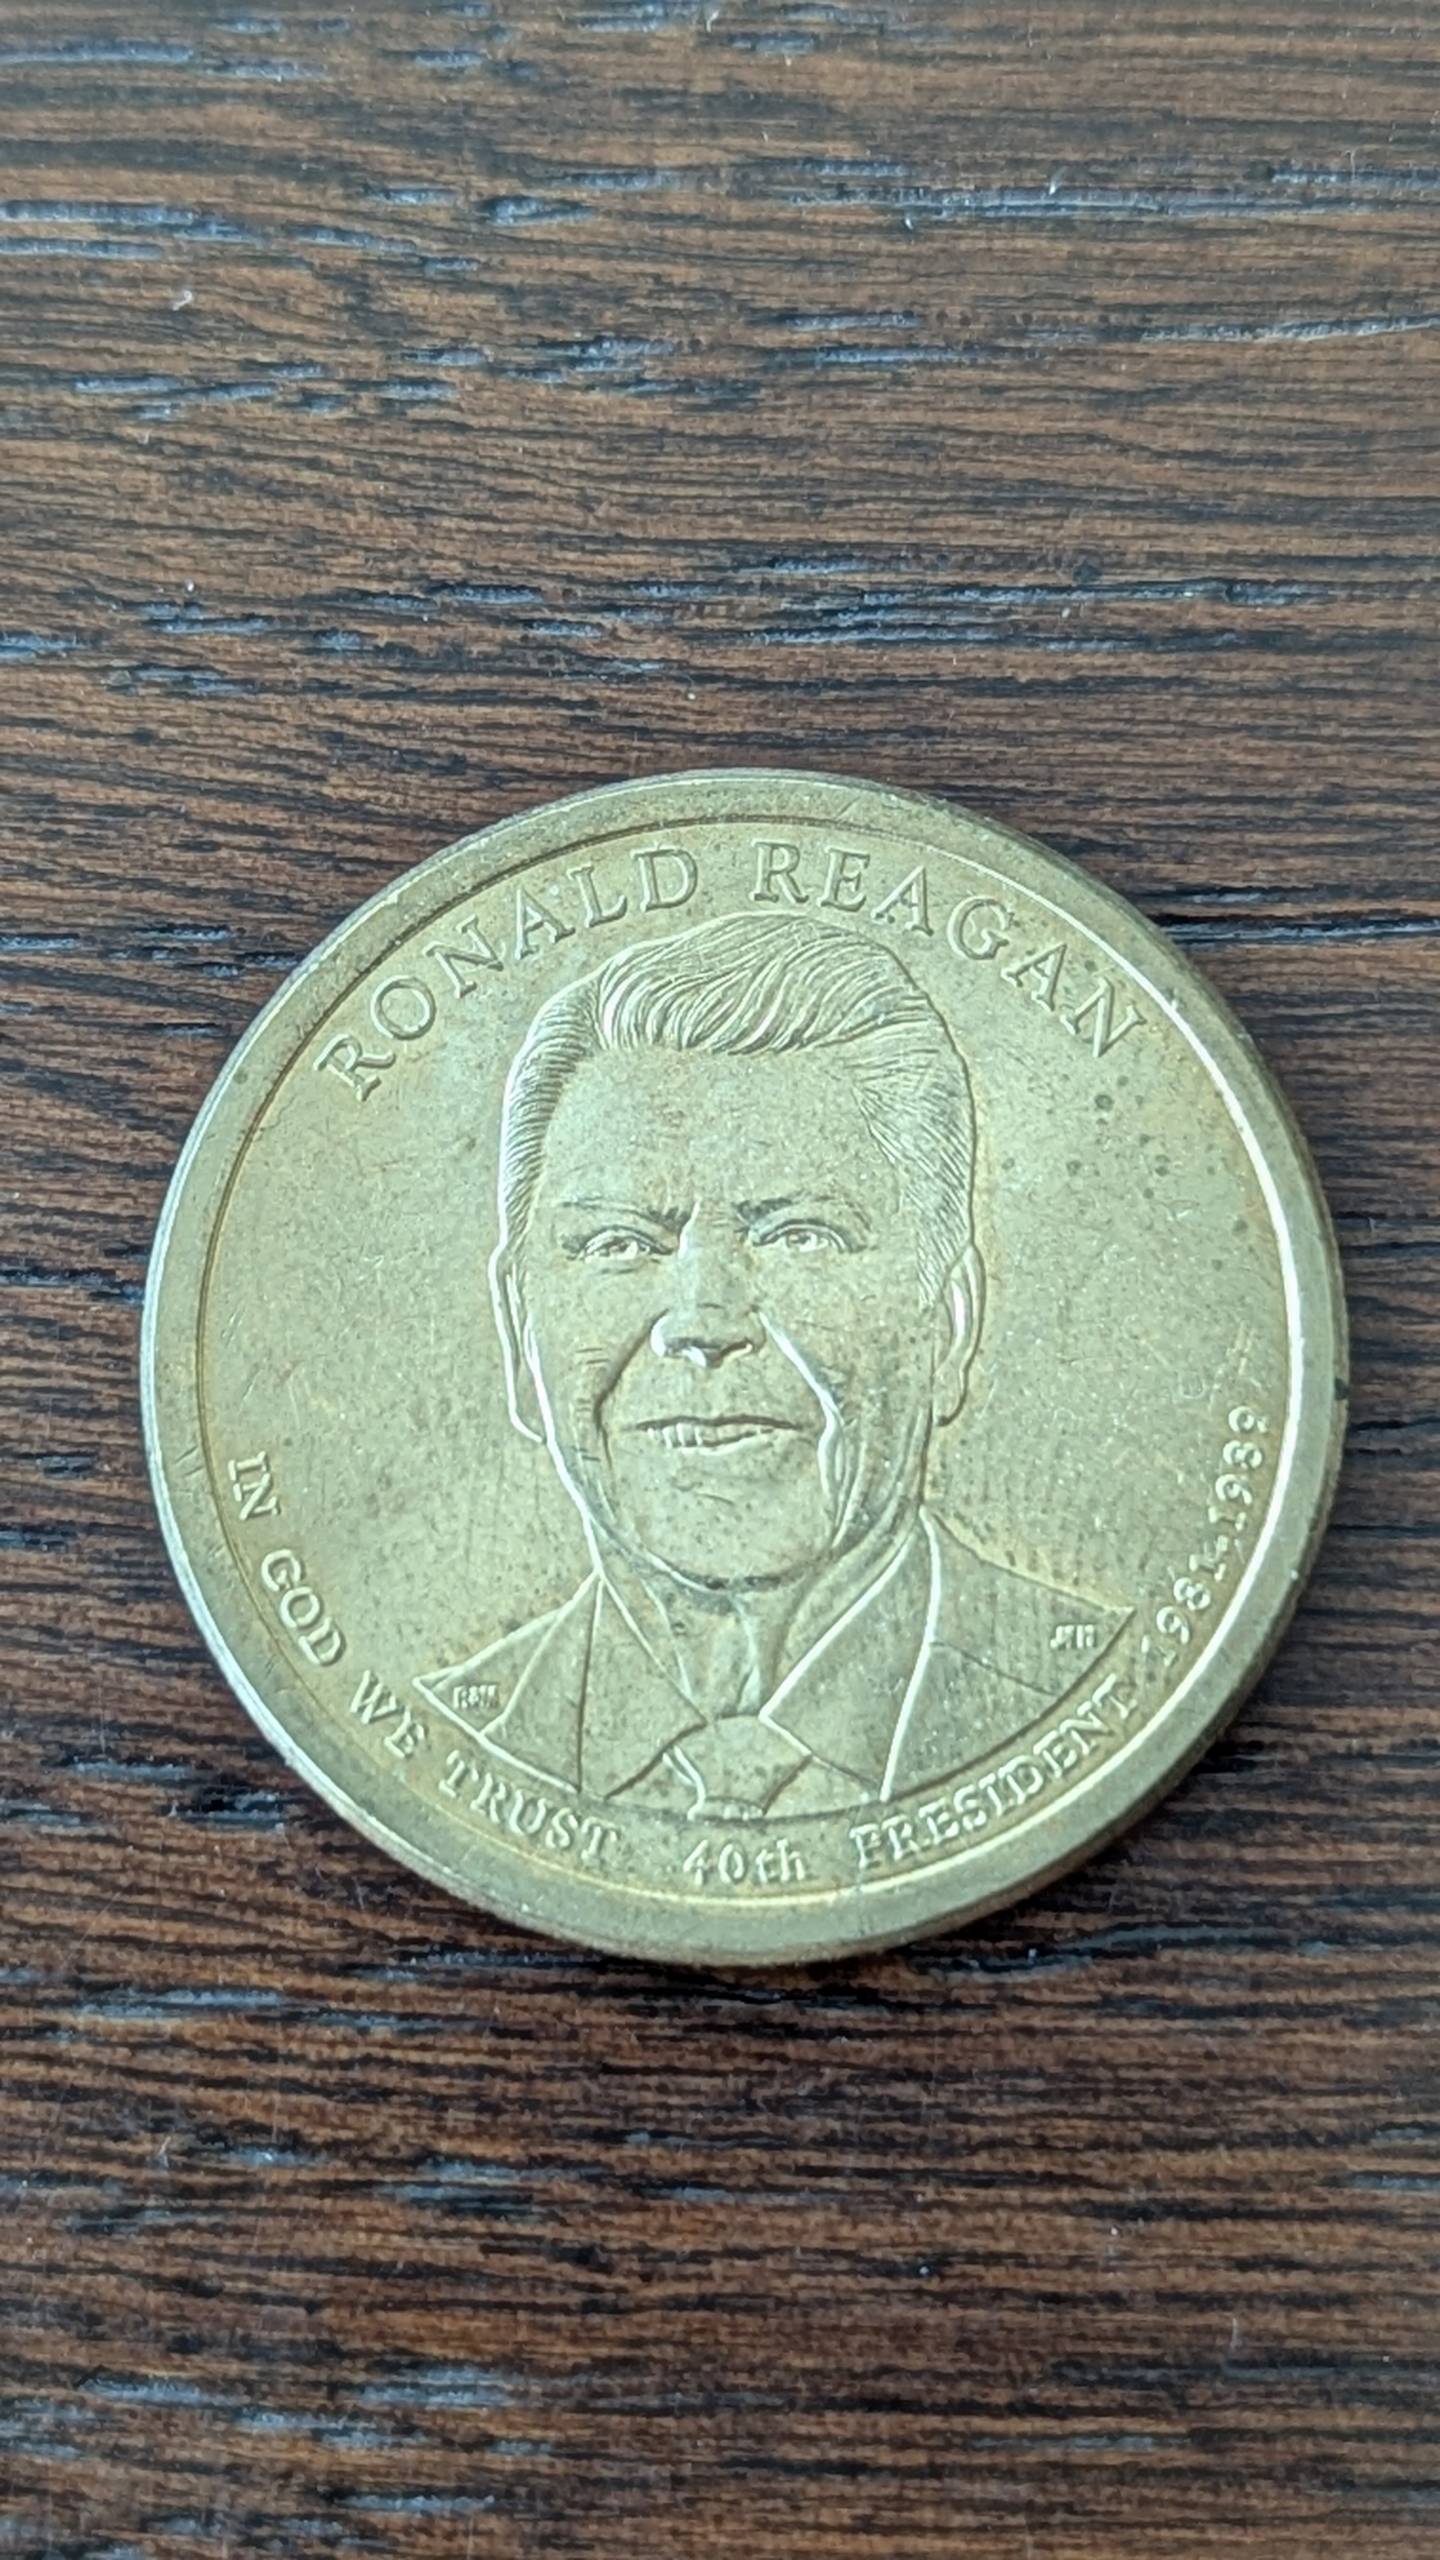 RONALD REAGAN
IN GOD WE TRUST 40th PRESIDENT 1981-1989